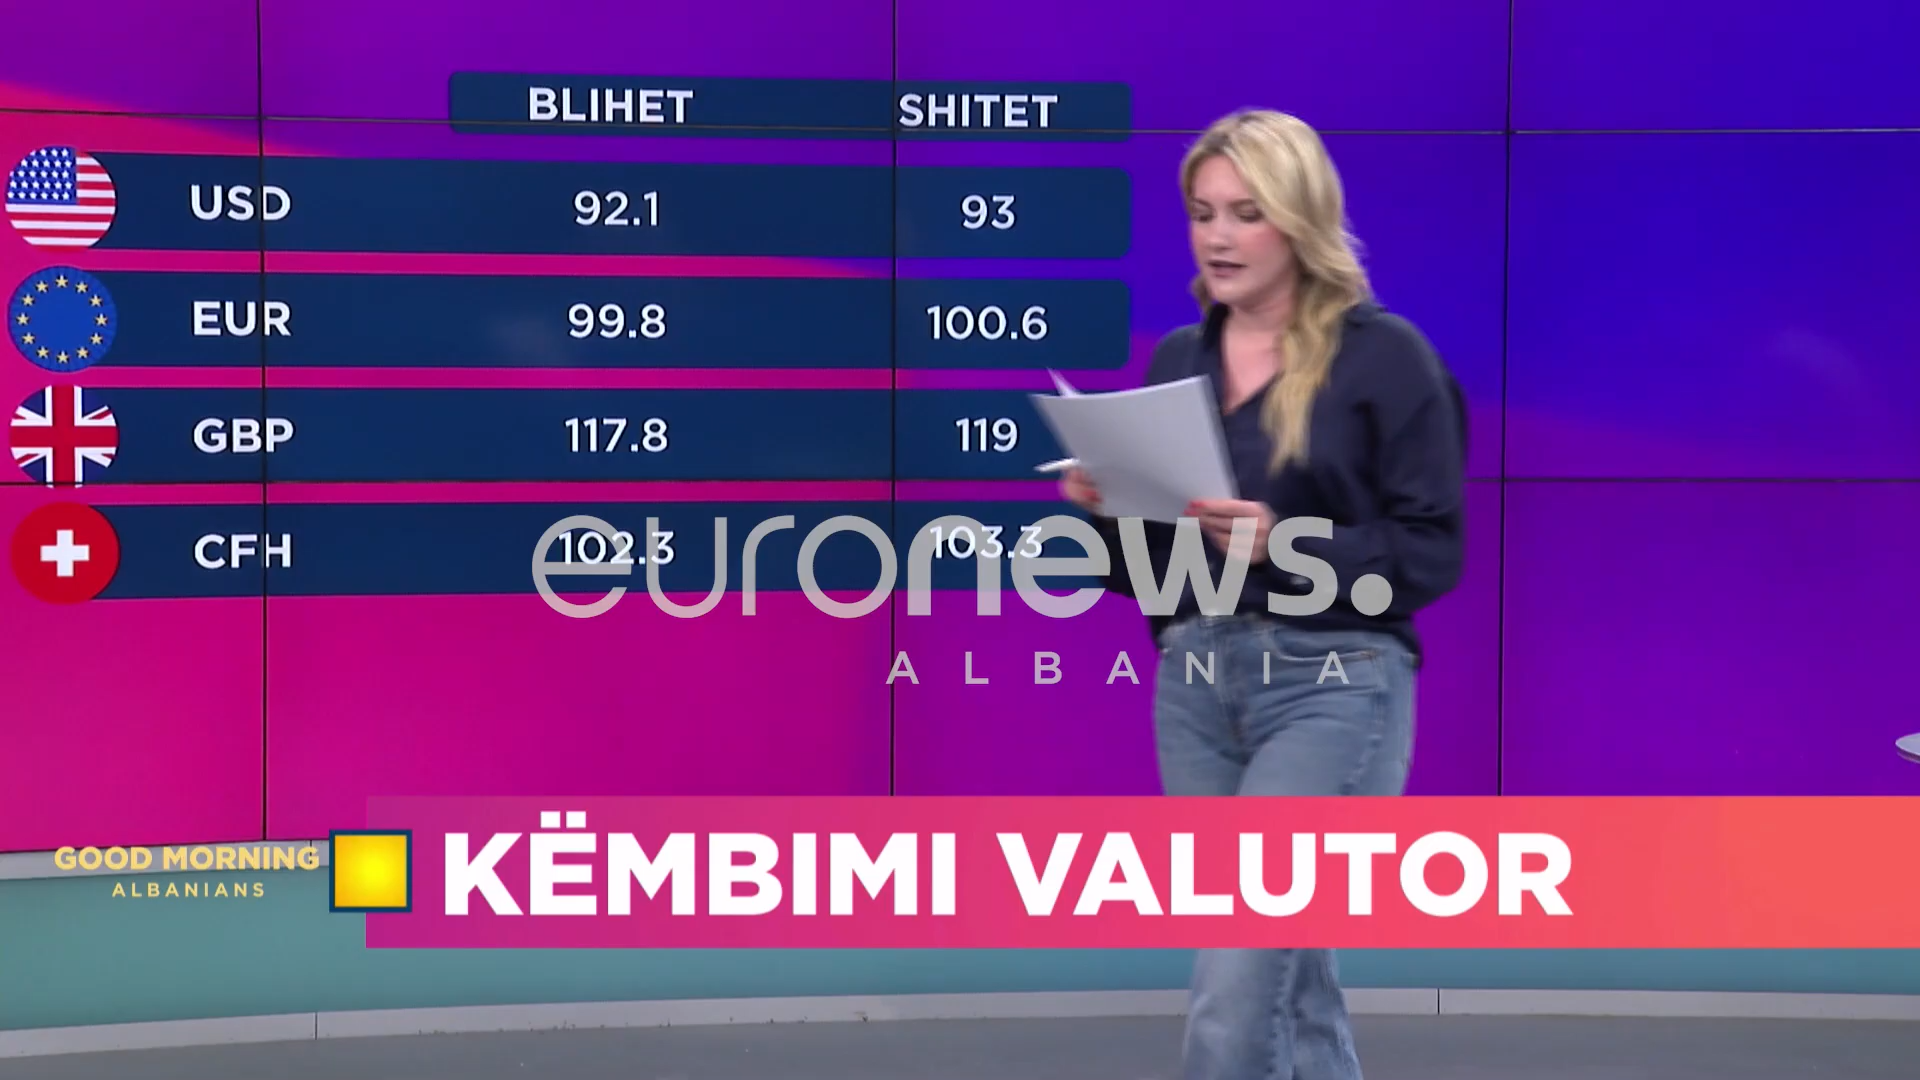 BLIHET SHITET
USD 92.1 93
EUR 99.8 100.6
GBP 117.8 119
CFH 102.3 103.3
euronews.
ALBANIA
GOOD MORNING
ALBANIANS
KËMBIMI VALUTOR